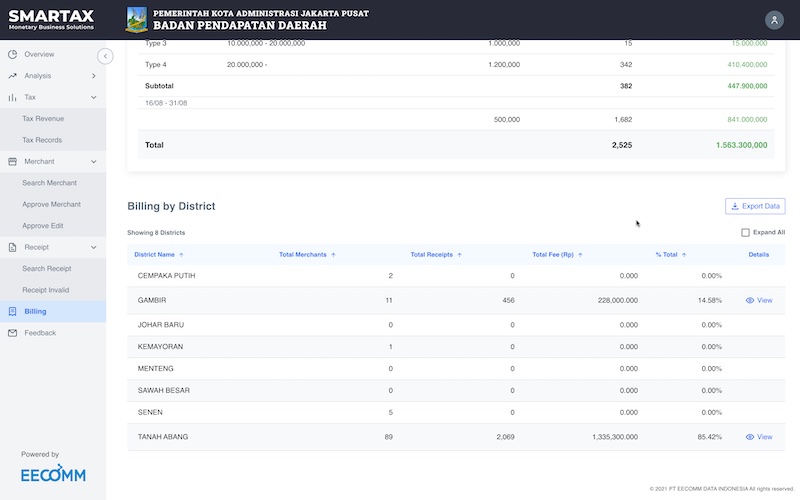 SMARTAX
Monetary Business Solutions
PEMERINTAH KOTA ADMINISTRASI JAKARTA PUSAT
BADAN PENDAPATAN DAERAH
Overview
Analysis
Tax
Tax Revenue
Tax Records
Merchant
Search Merchant
Approve Merchant
Approve Edit
Receipt
Search Receipt
Receipt Invalid
Billing
Feedback
Powered by
EECOMM
Type 3 10.000,000 - 20.000,000 1.000,000 15 15.000,000
Type 4 20.000,000 - 1.200,000 342 410.400,000
Subtotal 382 447.900,000
16/08 - 31/08
500,000 1,682 841.000,000
Total 2,525 1.563.300,000
Billing by District
Export Data
Showing 8 Districts
Expand All
District Name Total Merchants Total Receipts Total Fee (Rp) % Total Details
CEMPAKA PUTIH 2 0 0.000 0.00%
GAMBIR 11 456 228,000.000 14.58% View
JOHAR BARU 0 0 0.000 0.00%
KEMAYORAN 1 0 0.000 0.00%
MENTENG 0 0 0.000 0.00%
SAWAH BESAR 0 0 0.000 0.00%
SENEN 5 0 0.000 0.00%
TANAH ABANG 89 2,069 1,335,300.000 85.42% View
© 2021 PT EECOMM DATA INDONESIA All rights reserved